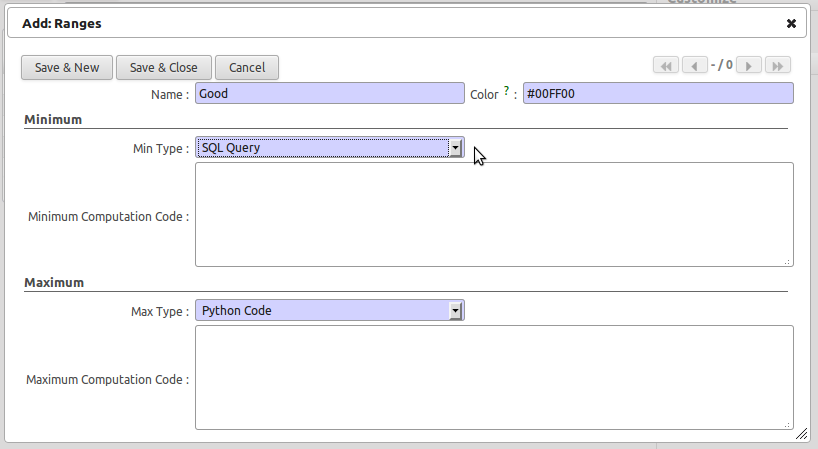 Customize
Add: Ranges ✖
Save & New Save & Close Cancel - / 0
Name : Good Color ? : #00FF00
Minimum
Min Type : SQL Query
Minimum Computation Code :
Maximum
Max Type : Python Code
Maximum Computation Code :